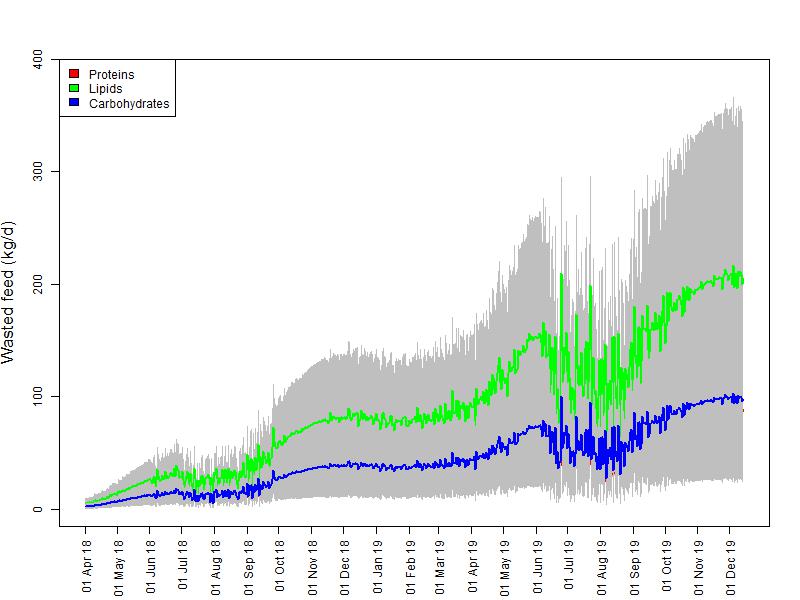 Proteins
Lipids
Carbohydrates
Wasted feed (kg/d)
400
300
200
100
0
01 Apr 18
01 May 18
01 Jun 18
01 Jul 18
01 Aug 18
01 Sep 18
01 Oct 18
01 Nov 18
01 Dec 18
01 Jan 19
01 Feb 19
01 Mar 19
01 Apr 19
01 May 19
01 Jun 19
01 Jul 19
01 Aug 19
01 Sep 19
01 Oct 19
01 Nov 19
01 Dec 19